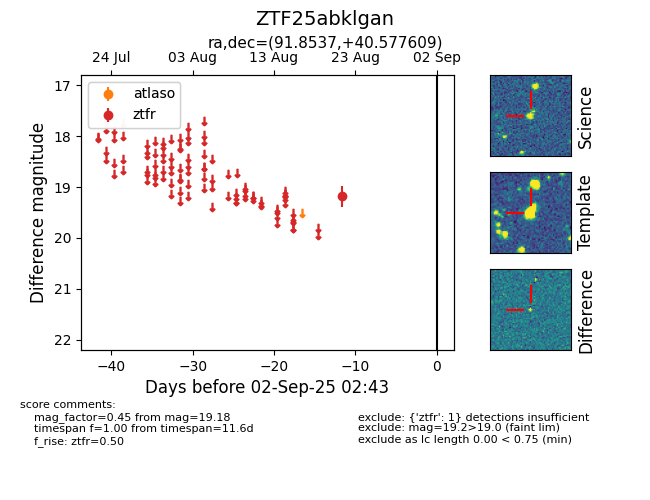 ZTF25abklgan
ra,dec=(91.8537,+40.577609)
24 Jul 03 Aug 13 Aug 23 Aug 02 Sep
atlaso
ztfr
17
18
19
20
21
22
Difference magnitude
−40 −30 −20 −10 0
Days before 02-Sep-25 02:43
Science
Template
Difference
score comments:
mag_factor=0.45 from mag=19.18
timespan f=1.00 from timespan=11.6d
f_rise: ztfr=0.50
exclude: {'ztfr': 1} detections insufficient
exclude: mag=19.2>19.0 (faint lim)
exclude as lc length 0.00 < 0.75 (min)